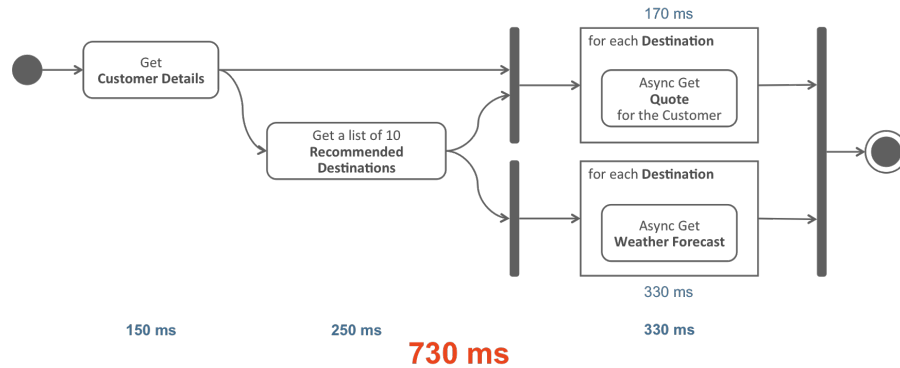 170 ms
for each Destination
Async Get
Quote
for the Customer
Get
Customer Details
Get a list of 10
Recommended
Destinations
for each Destination
Async Get
Weather Forecast
330 ms
150 ms
250 ms
330 ms
730 ms